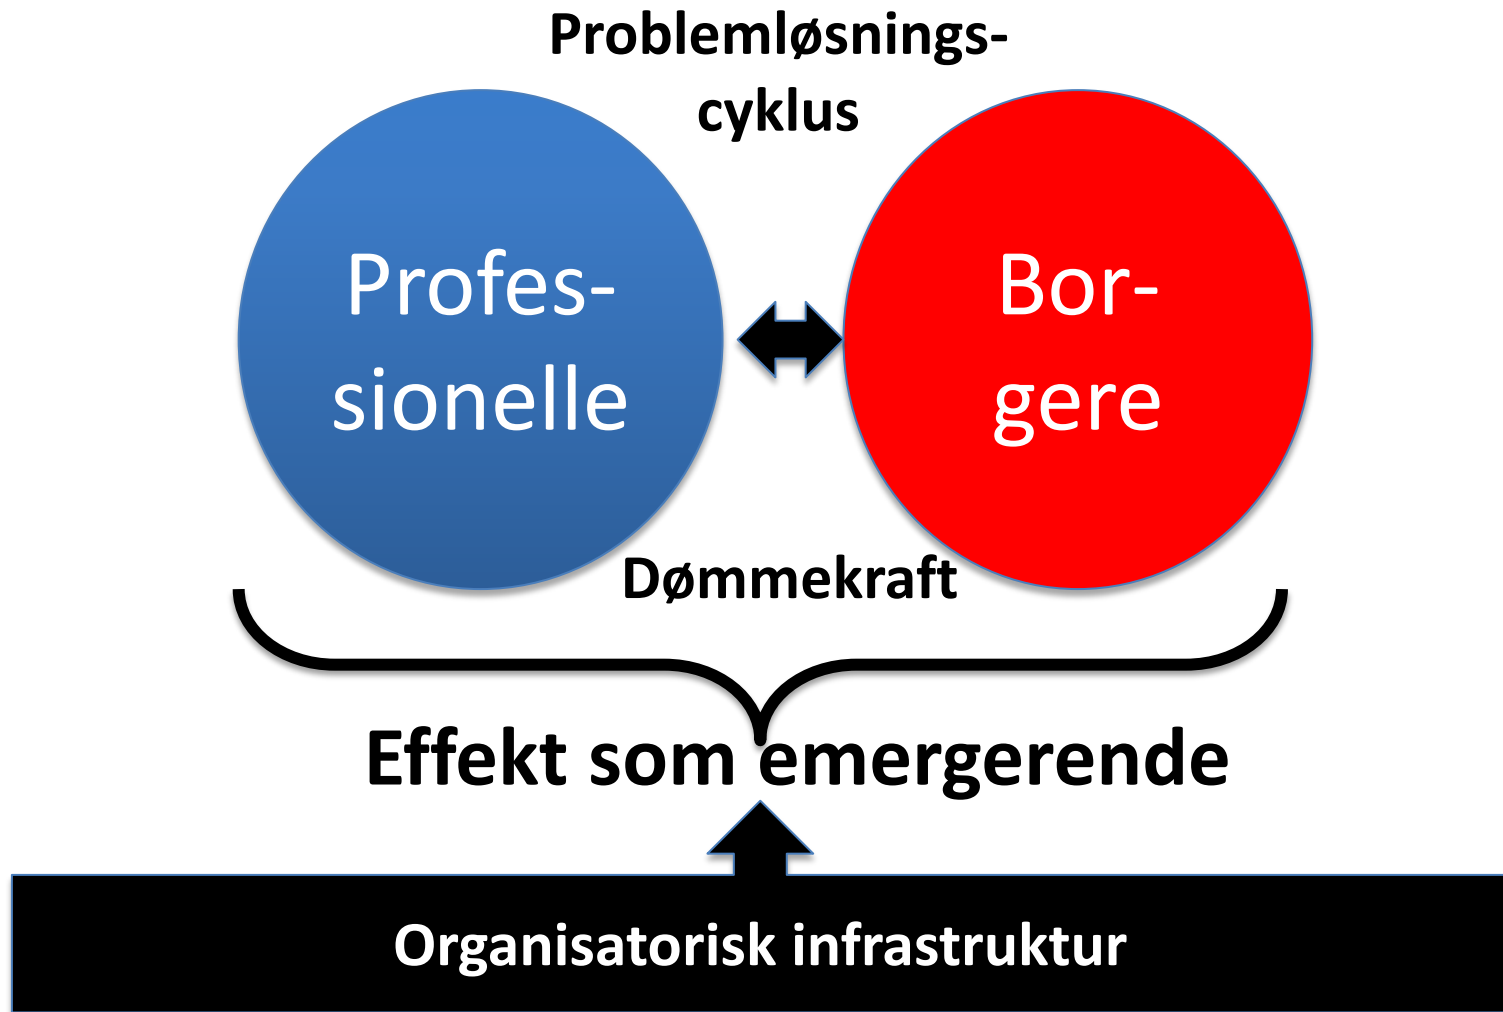 Problemløsnings-
cyklus
Profes-
sionelle
Bor-
gere
Dømmekraft
Effekt som emergerende
Organisatorisk infrastruktur